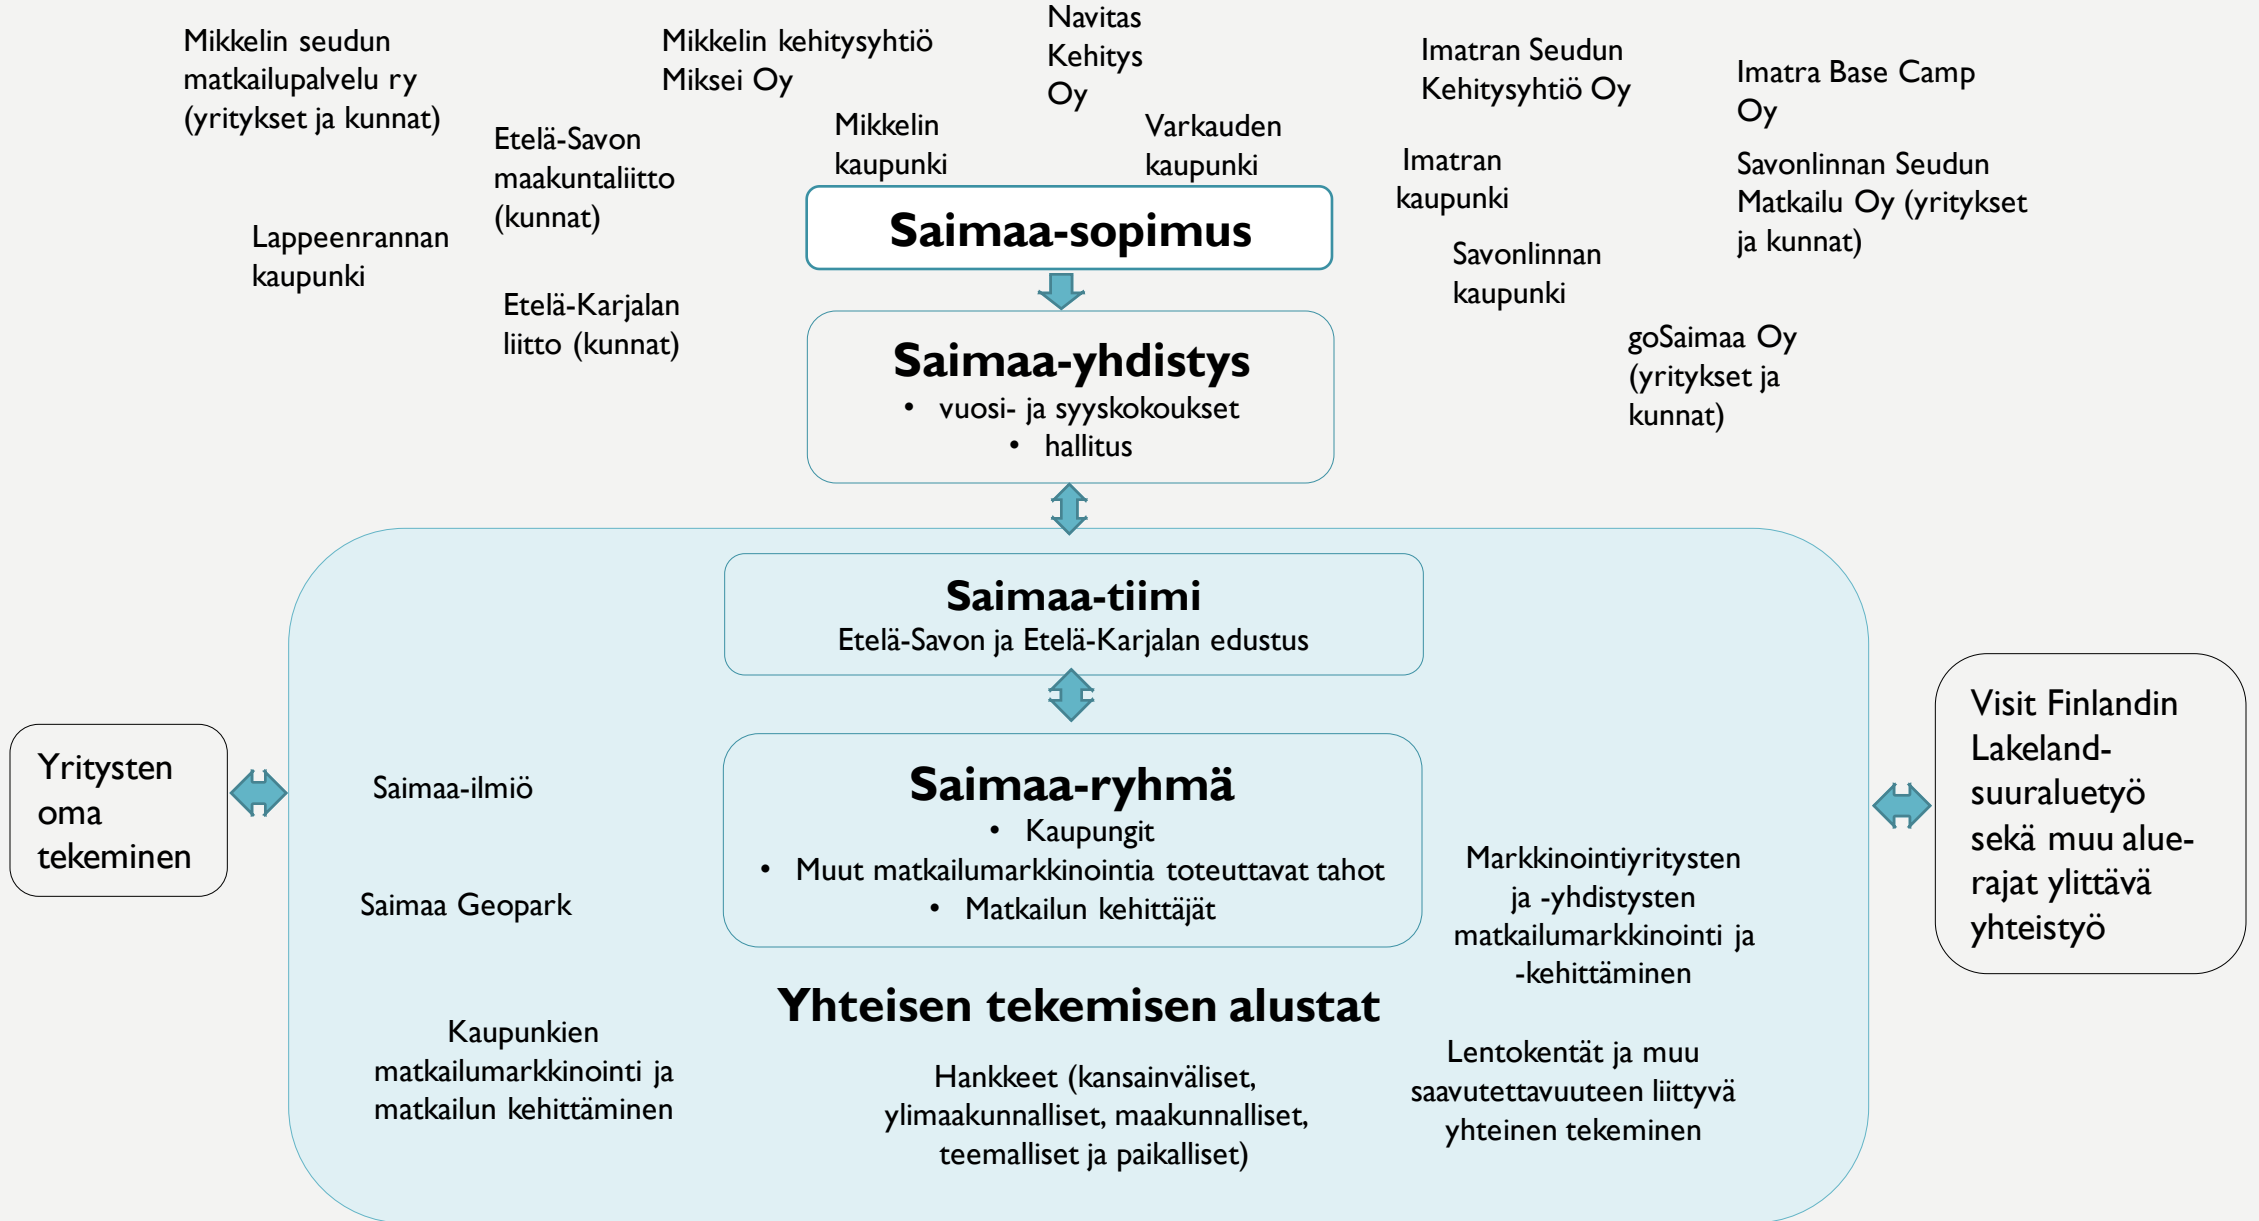 Mikkelin seudun
matkailupalvelu ry
(yritykset ja kunnat)
Mikkelin kehitysyhtiö
Miksei Oy
Navitas
Kehitys
Oy
Imatran Seudun
Kehitysyhtiö Oy
Imatra Base Camp
Oy
Etelä-Savon
maakuntaliitto
(kunnat)
Mikkelin
kaupunki
Varkauden
kaupunki
Imatran
kaupunki
Savonlinnan Seudun
Matkailu Oy (yritykset
ja kunnat)
Lappeenrannan
kaupunki
Saimaa-sopimus
Savonlinnan
kaupunki
Etelä-Karjalan
liitto (kunnat)
goSaimaa Oy
(yritykset ja
kunnat)
Saimaa-yhdistys
• vuosi- ja syyskokoukset
• hallitus
Saimaa-tiimi
Etelä-Savon ja Etelä-Karjalan edustus
Yritysten
oma
tekeminen
Saimaa-ilmiö
Saimaa Geopark
Saimaa-ryhmä
• Kaupungit
• Muut matkailumarkkinointia toteuttavat tahot
• Matkailun kehittäjät
Markkinointiyritysten
ja -yhdistysten
matkailumarkkinointi ja
-kehittäminen
Visit Finlandin
Lakeland-
suuraluetyö
sekä muu alue-
rajat ylittävä
yhteistyö
Yhteisen tekemisen alustat
Kaupunkien
matkailumarkkinointi ja
matkailun kehittäminen
Hankkeet (kansainväliset,
ylimaakunnalliset, maakunnalliset,
teemalliset ja paikalliset)
Lentokentät ja muu
saavutettavuuteen liittyvä
yhteinen tekeminen